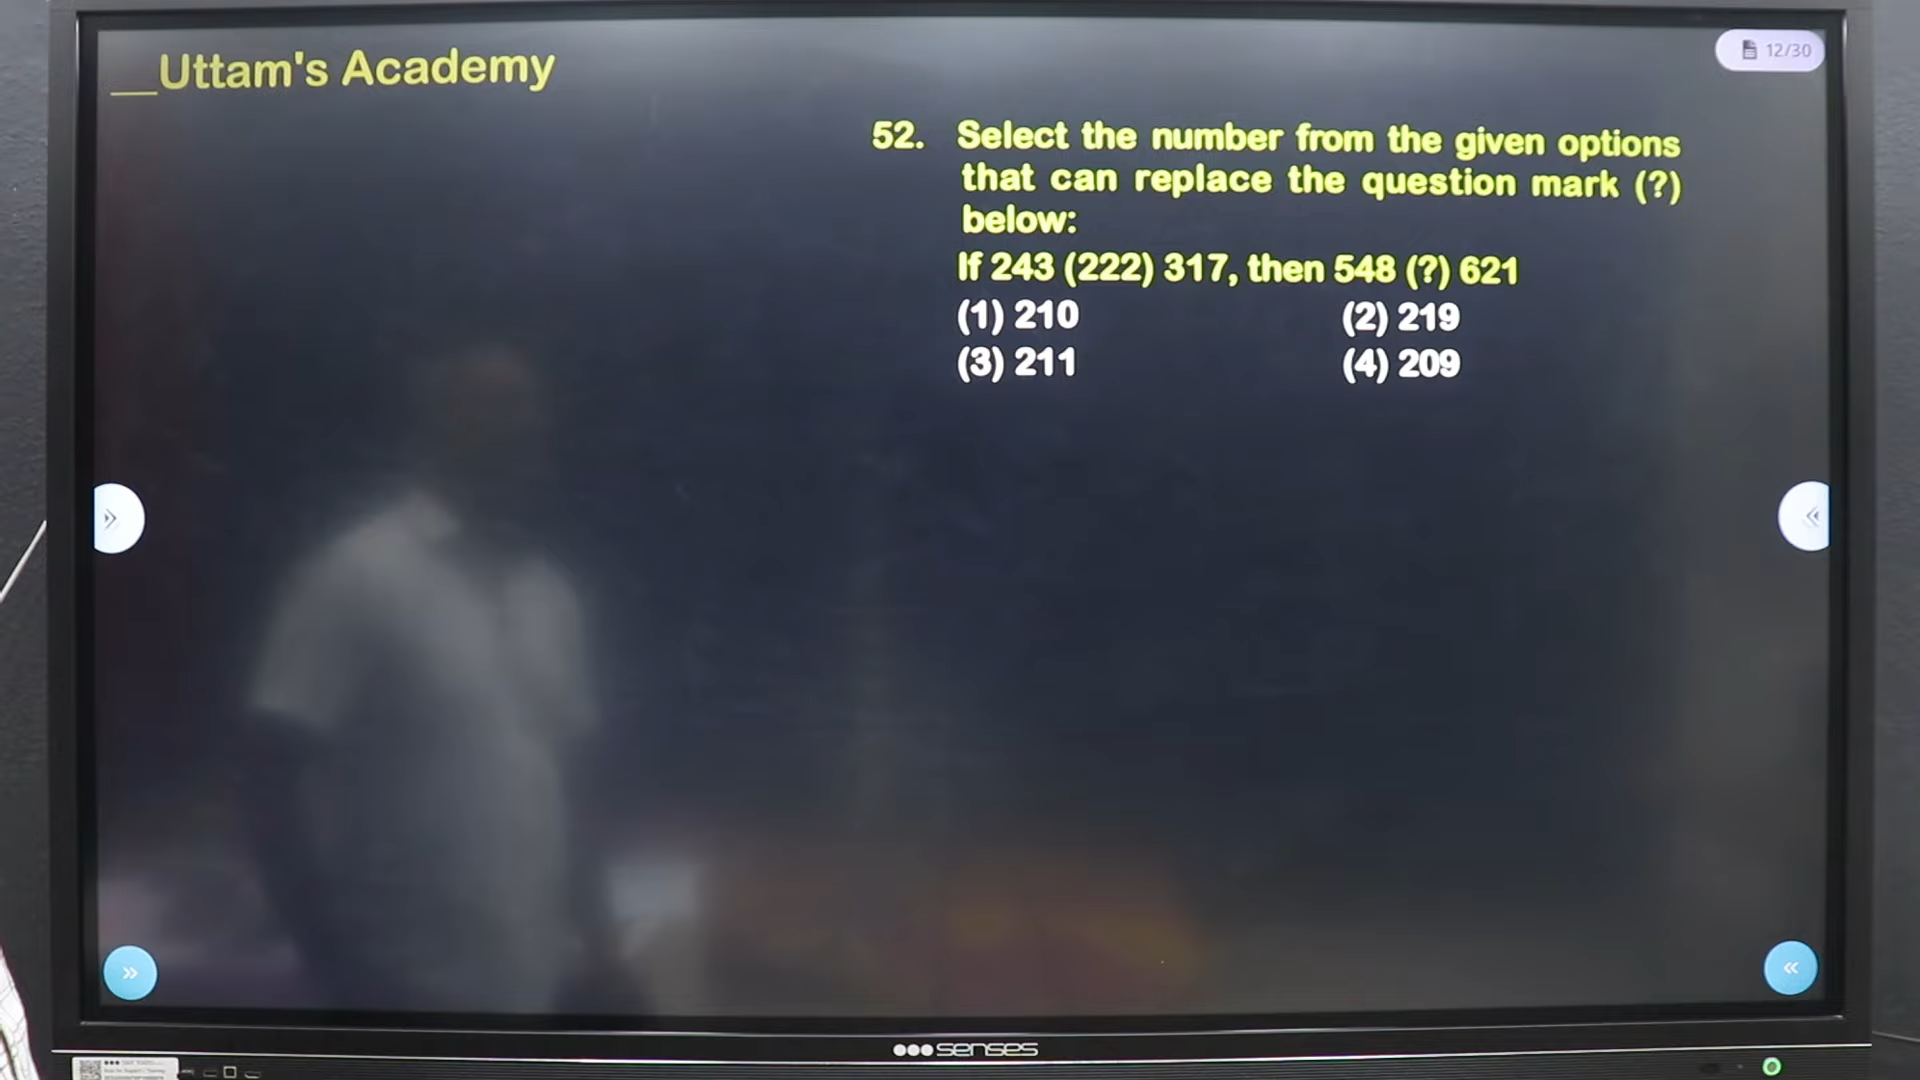 __Uttam's Academy
12/30
52. Select the number from the given options
that can replace the question mark (?)
below:
If 243 (222) 317, then 548 (?) 621
(1) 210 (2) 219
(3) 211 (4) 209
senses